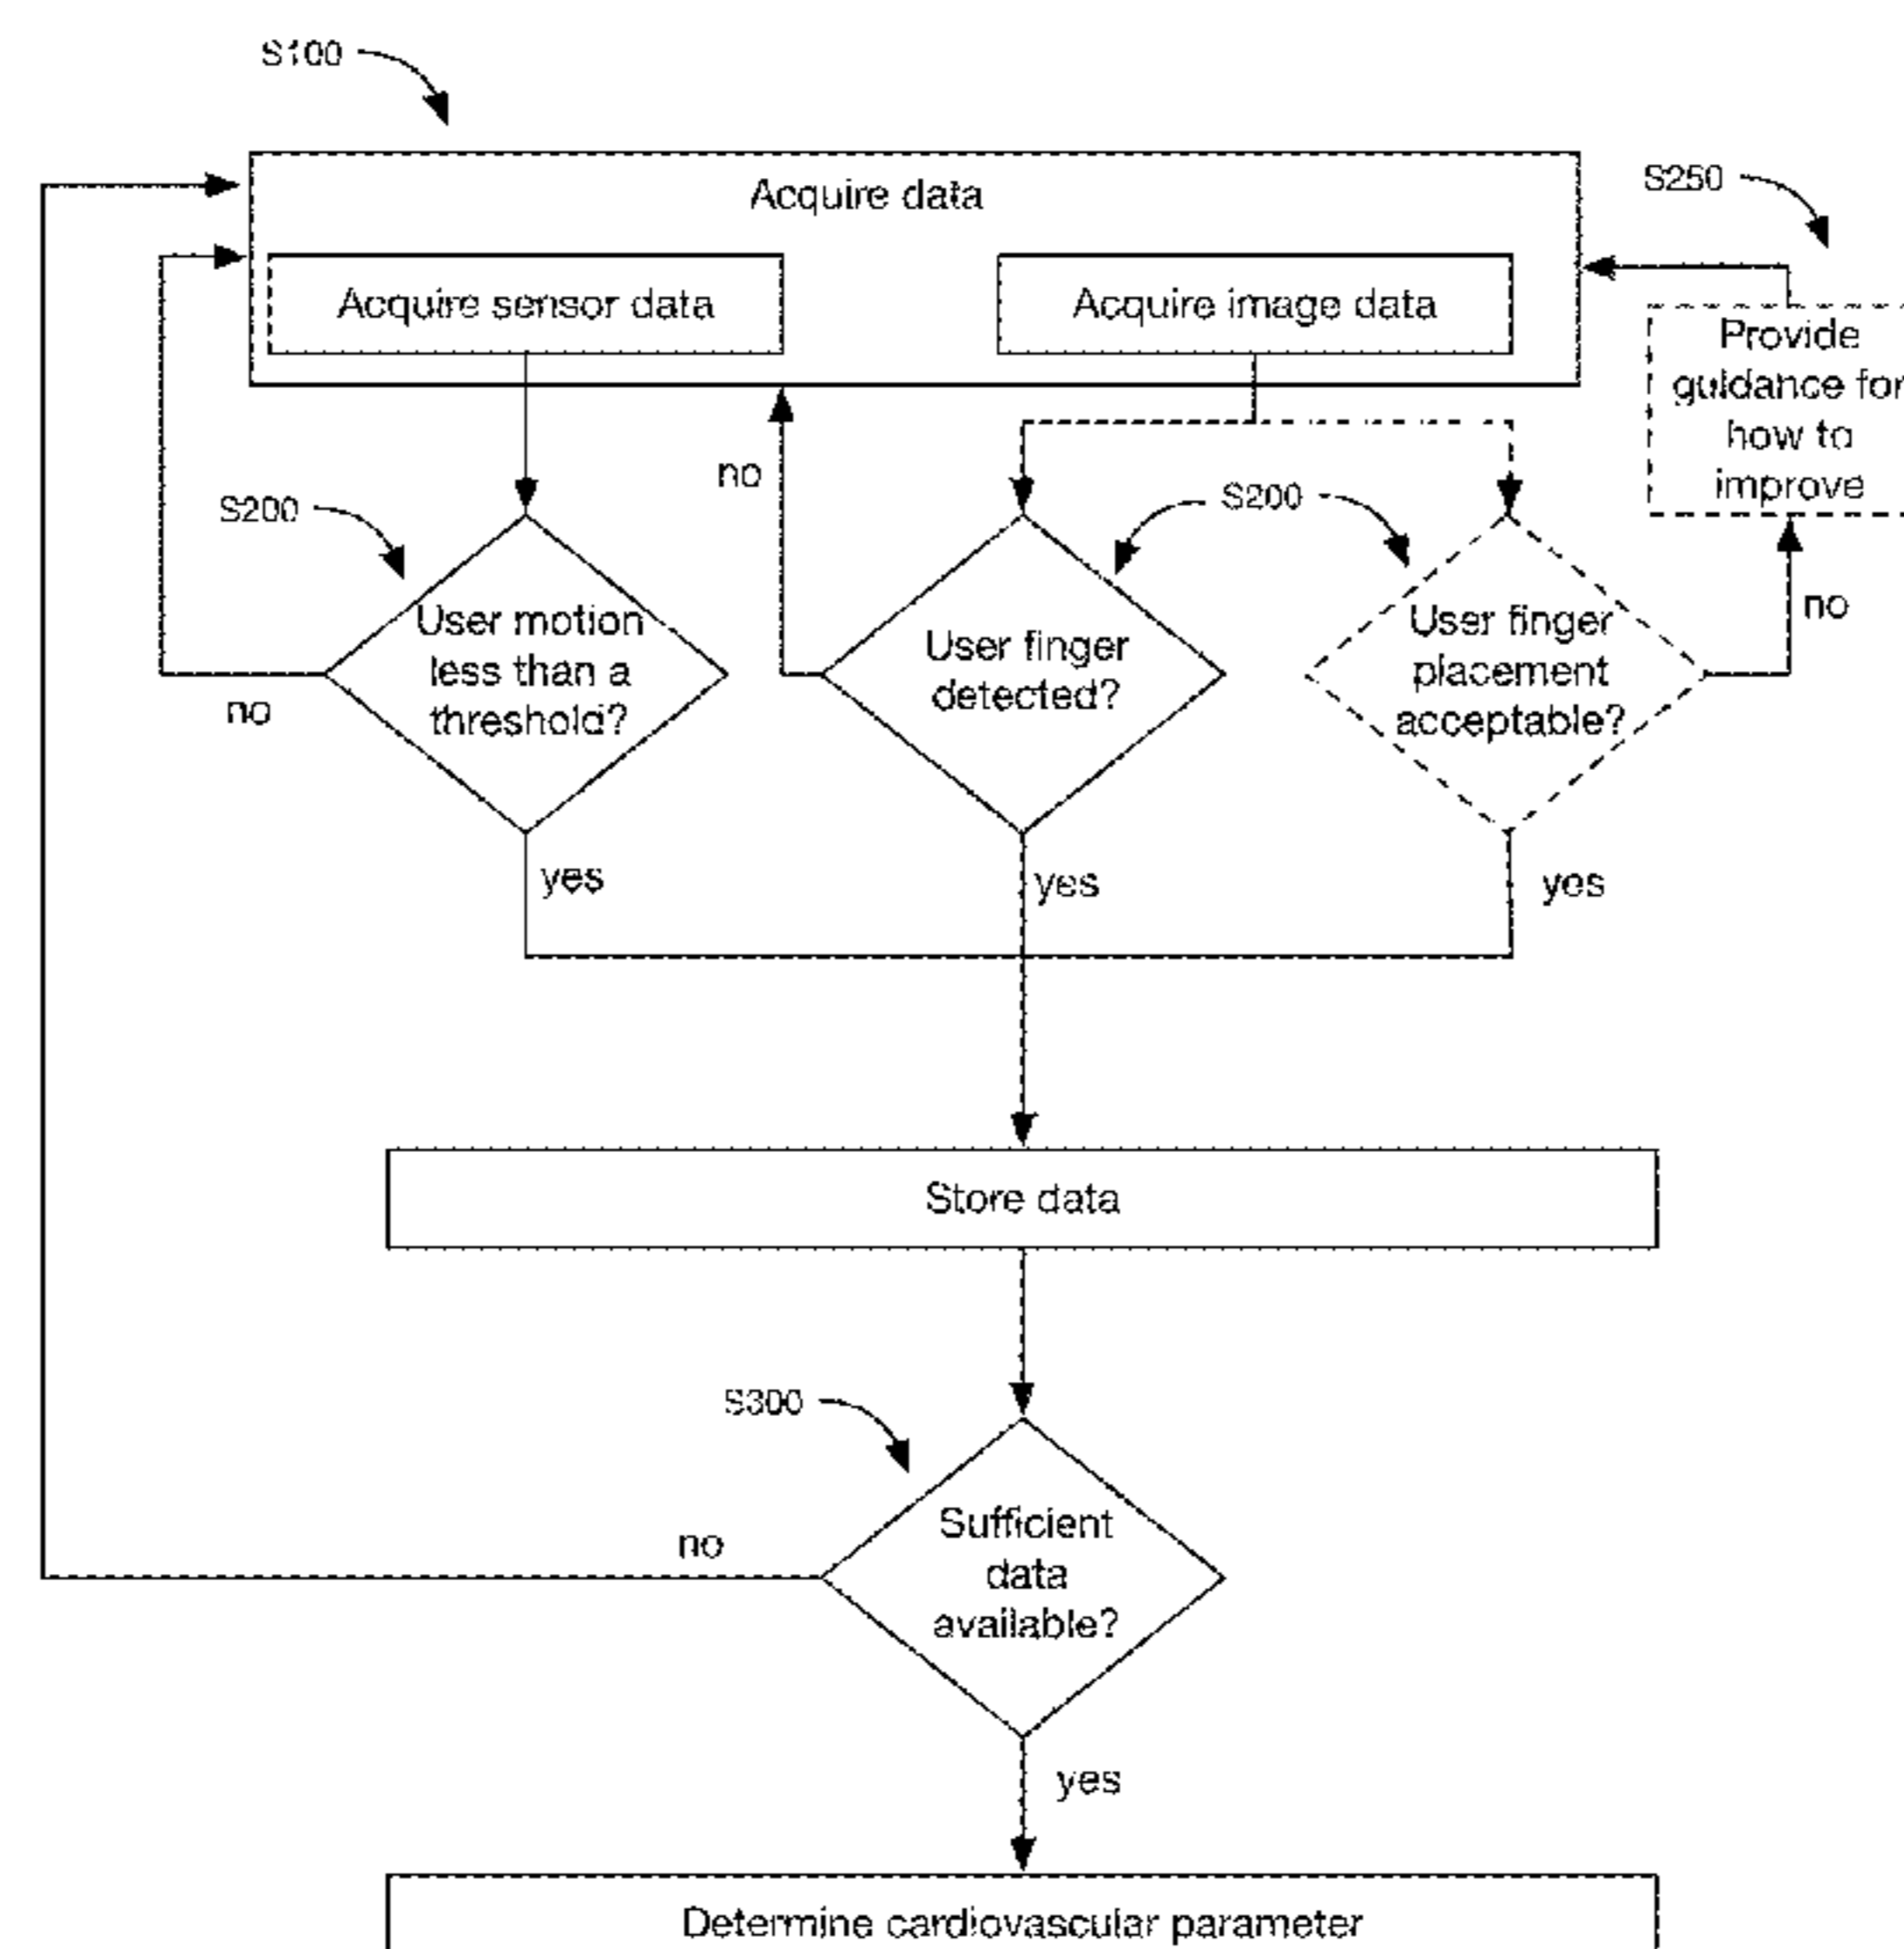 S100
Acquire data
S250
Acquire sensor data
Acquire image data
Provide
guidance for
how to
improve
no
S200
S200
no
User motion
less than a
threshold?
User finger
detected?
User finger
placement
acceptable?
no
yes
yes
yes
Store data
S300
Sufficient
data
available?
no
yes
Determine cardiovascular parameter